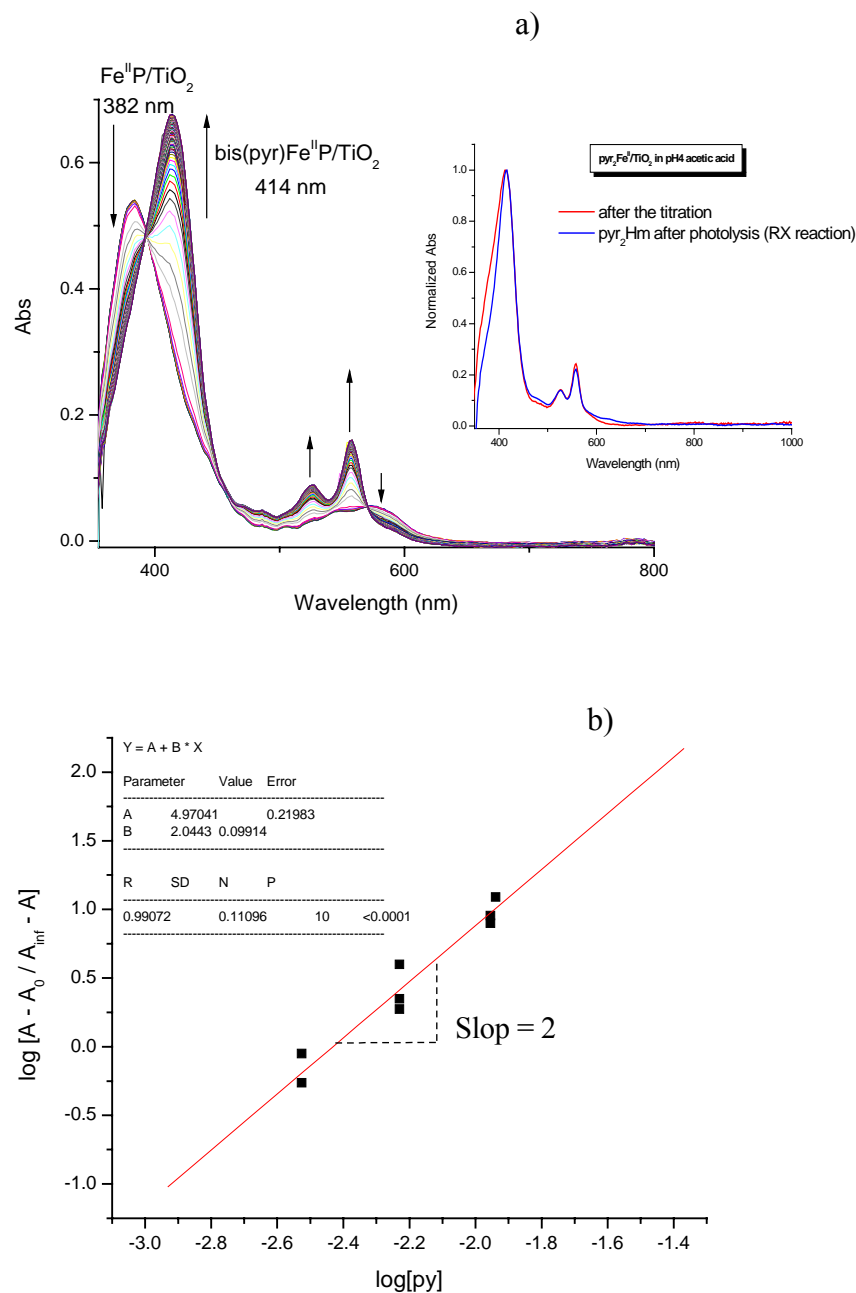 a)
Fe^II P/TiO₂
382 nm
bis(pyr)Fe^II P/TiO₂
414 nm
0.6
0.4
0.2
0.0
Abs
400
600
800
Wavelength (nm)
pyr₂Fe^II/TiO₂ in pH4 acetic acid
after the titration
pyr₂Hm after photolysis (RX reaction)
1.0
0.8
0.6
0.4
0.2
0.0
Normalized Abs
400
600
800
1000
Wavelength (nm)
b)
Y = A + B * X
Parameter Value Error
------------------------------------------------------------
A 4.97041 0.21983
B 2.0443 0.09914
------------------------------------------------------------
R SD N P
------------------------------------------------------------
0.99072 0.11096 10 <0.0001
------------------------------------------------------------
Slop = 2
2.0
1.5
1.0
0.5
0.0
-0.5
-1.0
log [A - A₀ / A_inf - A]
-3.0 -2.8 -2.6 -2.4 -2.2 -2.0 -1.8 -1.6 -1.4
log[py]